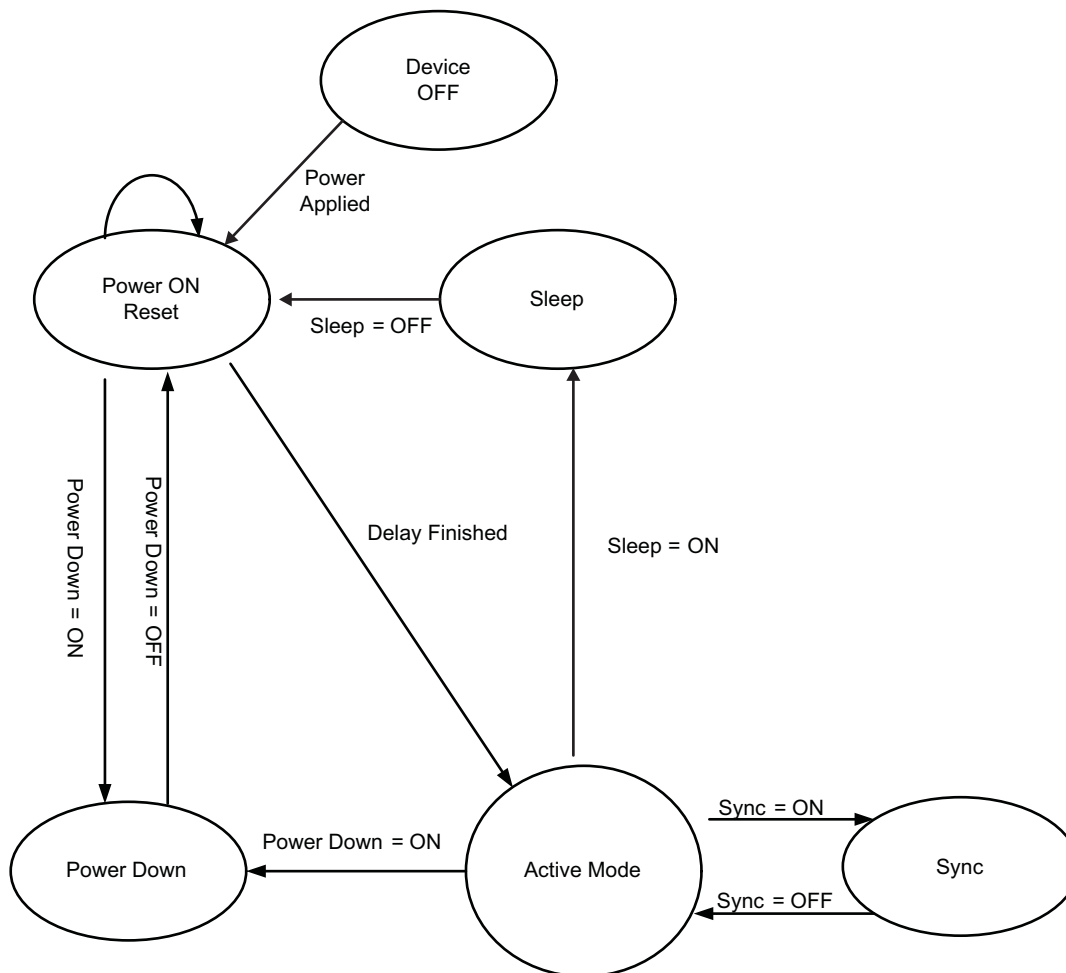 Device
OFF
Power
Applied
Power ON
Reset
Sleep
Sleep = OFF
Power Down = ON
Power Down = OFF
Delay Finished
Sleep = ON
Power Down
Power Down = ON
Active Mode
Sync = ON
Sync
Sync = OFF